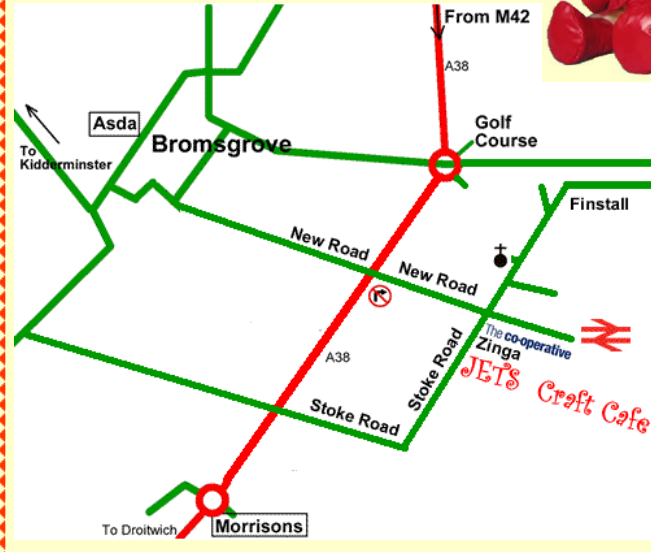 From M42
A38
Golf
Course
Asda
Bromsgrove
To
Kidderminster
Finstall
New Road
New Road
The co-operative
Zinga
JETS Craft Cafe
A38
Stoke Road
Stoke Road
To Droitwich
Morrisons